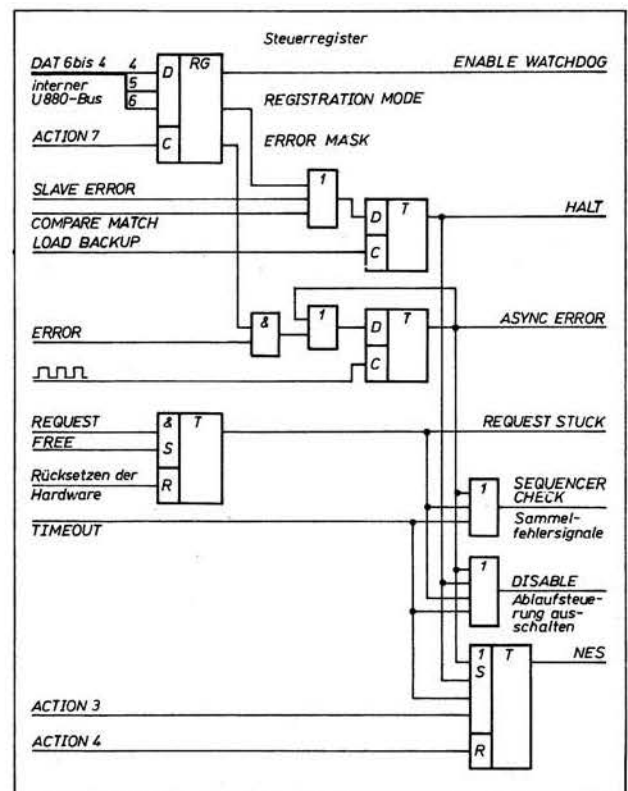 Steuerregister
DAT 6bis 4
4
D
RG
ENABLE WATCHDOG
interner
5
U880-Bus
6
REGISTRATION MODE
ACTION 7
C
ERROR MASK
1
SLAVE ERROR
D
T
HALT
COMPARE MATCH
LOAD BACKUP
C
&
1
D
T
ASYNC ERROR
ERROR
C
REQUEST
&
T
REQUEST STUCK
FREE
S
Rücksetzen der
R
Hardware
1
SEQUENCER
CHECK
TIMEOUT
Sammel-
fehlersignale
1
DISABLE
Ablaufsteue-
rung aus-
schalten
1
T
NES
S
ACTION 3
ACTION 4
R